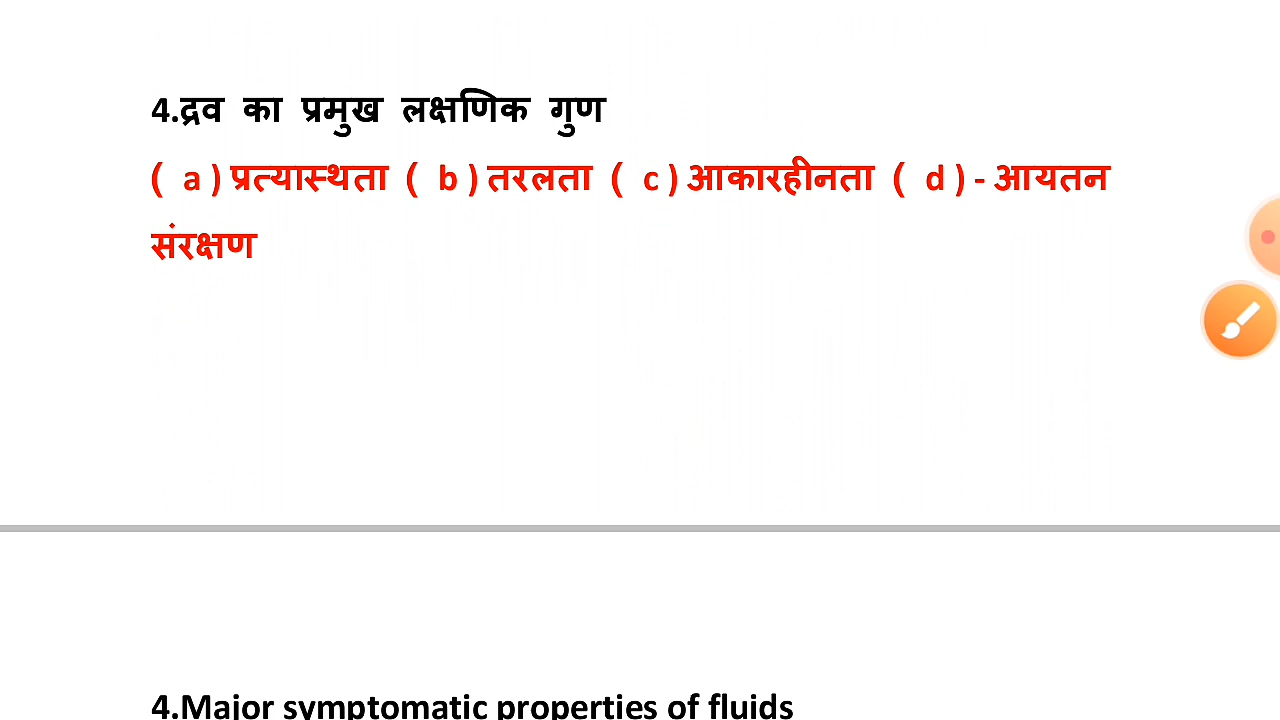 4.द्रव का प्रमुख लक्षणिक गुण
( a ) प्रत्यास्थता ( b ) तरलता ( c ) आकारहीनता ( d ) - आयतन
संरक्षण
4.Major symptomatic properties of fluids